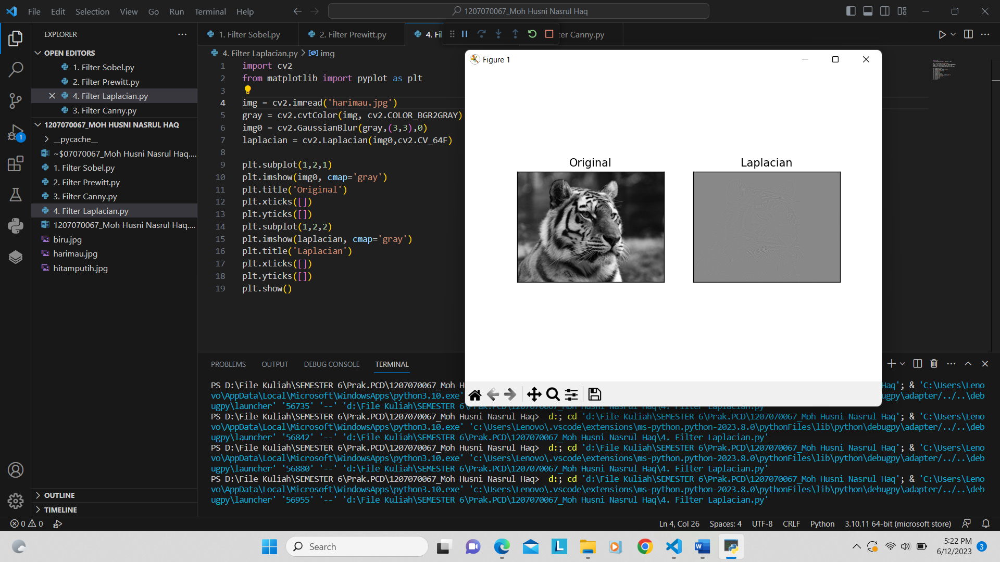 File Edit Selection View Go Run Terminal Help
1207070067_Moh Husni Nasrul Haq
EXPLORER
OPEN EDITORS
1. Filter Sobel.py
2. Filter Prewitt.py
4. Filter Laplacian.py
3. Filter Canny.py
1207070067_MOH HUSNI NASRUL HAQ
__pycache__
~$07070067_Moh Husni Nasrul Haq....
1. Filter Sobel.py
2. Filter Prewitt.py
3. Filter Canny.py
4. Filter Laplacian.py
1207070067_Moh Husni Nasrul Haq....
biru.jpg
harimau.jpg
hitamputih.jpg
OUTLINE
TIMELINE
1
1. Filter Sobel.py
2. Filter Prewitt.py
4. Fil
ter Canny.py
4. Filter Laplacian.py > img
1 import cv2
2 from matplotlib import pyplot as plt
3
4 img = cv2.imread('harimau.jpg')
5 gray = cv2.cvtColor(img, cv2.COLOR_BGR2GRAY)
6 img0 = cv2.GaussianBlur(gray,(3,3),0)
7 laplacian = cv2.Laplacian(img0,cv2.CV_64F)
8
9 plt.subplot(1,2,1)
10 plt.imshow(img0, cmap='gray')
11 plt.title('Original')
12 plt.xticks([])
13 plt.yticks([])
14 plt.subplot(1,2,2)
15 plt.imshow(laplacian, cmap='gray')
16 plt.title('Laplacian')
17 plt.xticks([])
18 plt.yticks([])
19 plt.show()
Figure 1
Original
Laplacian
PROBLEMS OUTPUT DEBUG CONSOLE TERMINAL
PS D:\File Kuliah\SEMESTER 6\Prak.PCD\1207070067_Moh H Haq'; & 'C:\Users\Leno
vo\AppData\Local\Microsoft\WindowsApps\python3.10.exe' bugpy\adapter/../..\deb
ugpy\launcher' '56735' '--' 'd:\File Kuliah\SEMESTER 6\Prak.PCD\1207070067_Moh Husni Nasrul Haq\4. Filter Laplacian.py'
PS D:\File Kuliah\SEMESTER 6\Prak.PCD\1207070067_Moh Husni Nasrul Haq> d:; cd 'd:\File Kuliah\SEMESTER 6\Prak.PCD\1207070067_Moh Husni Nasrul Haq'; & 'C:\Users\Leno
vo\AppData\Local\Microsoft\WindowsApps\python3.10.exe' 'c:\Users\Lenovo\.vscode\extensions\ms-python.python-2023.8.0\pythonFiles\lib\python\debugpy\adapter/../..\deb
ugpy\launcher' '56842' '--' 'd:\File Kuliah\SEMESTER 6\Prak.PCD\1207070067_Moh Husni Nasrul Haq\4. Filter Laplacian.py'
PS D:\File Kuliah\SEMESTER 6\Prak.PCD\1207070067_Moh Husni Nasrul Haq> d:; cd 'd:\File Kuliah\SEMESTER 6\Prak.PCD\1207070067_Moh Husni Nasrul Haq'; & 'C:\Users\Leno
vo\AppData\Local\Microsoft\WindowsApps\python3.10.exe' 'c:\Users\Lenovo\.vscode\extensions\ms-python.python-2023.8.0\pythonFiles\lib\python\debugpy\adapter/../..\deb
ugpy\launcher' '56880' '--' 'd:\File Kuliah\SEMESTER 6\Prak.PCD\1207070067_Moh Husni Nasrul Haq\4. Filter Laplacian.py'
PS D:\File Kuliah\SEMESTER 6\Prak.PCD\1207070067_Moh Husni Nasrul Haq> d:; cd 'd:\File Kuliah\SEMESTER 6\Prak.PCD\1207070067_Moh Husni Nasrul Haq'; & 'C:\Users\Leno
vo\AppData\Local\Microsoft\WindowsApps\python3.10.exe' 'c:\Users\Lenovo\.vscode\extensions\ms-python.python-2023.8.0\pythonFiles\lib\python\debugpy\adapter/../..\deb
ugpy\launcher' '56955' '--' 'd:\File Kuliah\SEMESTER 6\Prak.PCD\1207070067_Moh Husni Nasrul Haq\4. Filter Laplacian.py'
0 0 Ln 4, Col 26 Spaces: 4 UTF-8 CRLF Python 3.10.11 64-bit (microsoft store)
Search
L
W
5:22 PM
6/12/2023
3